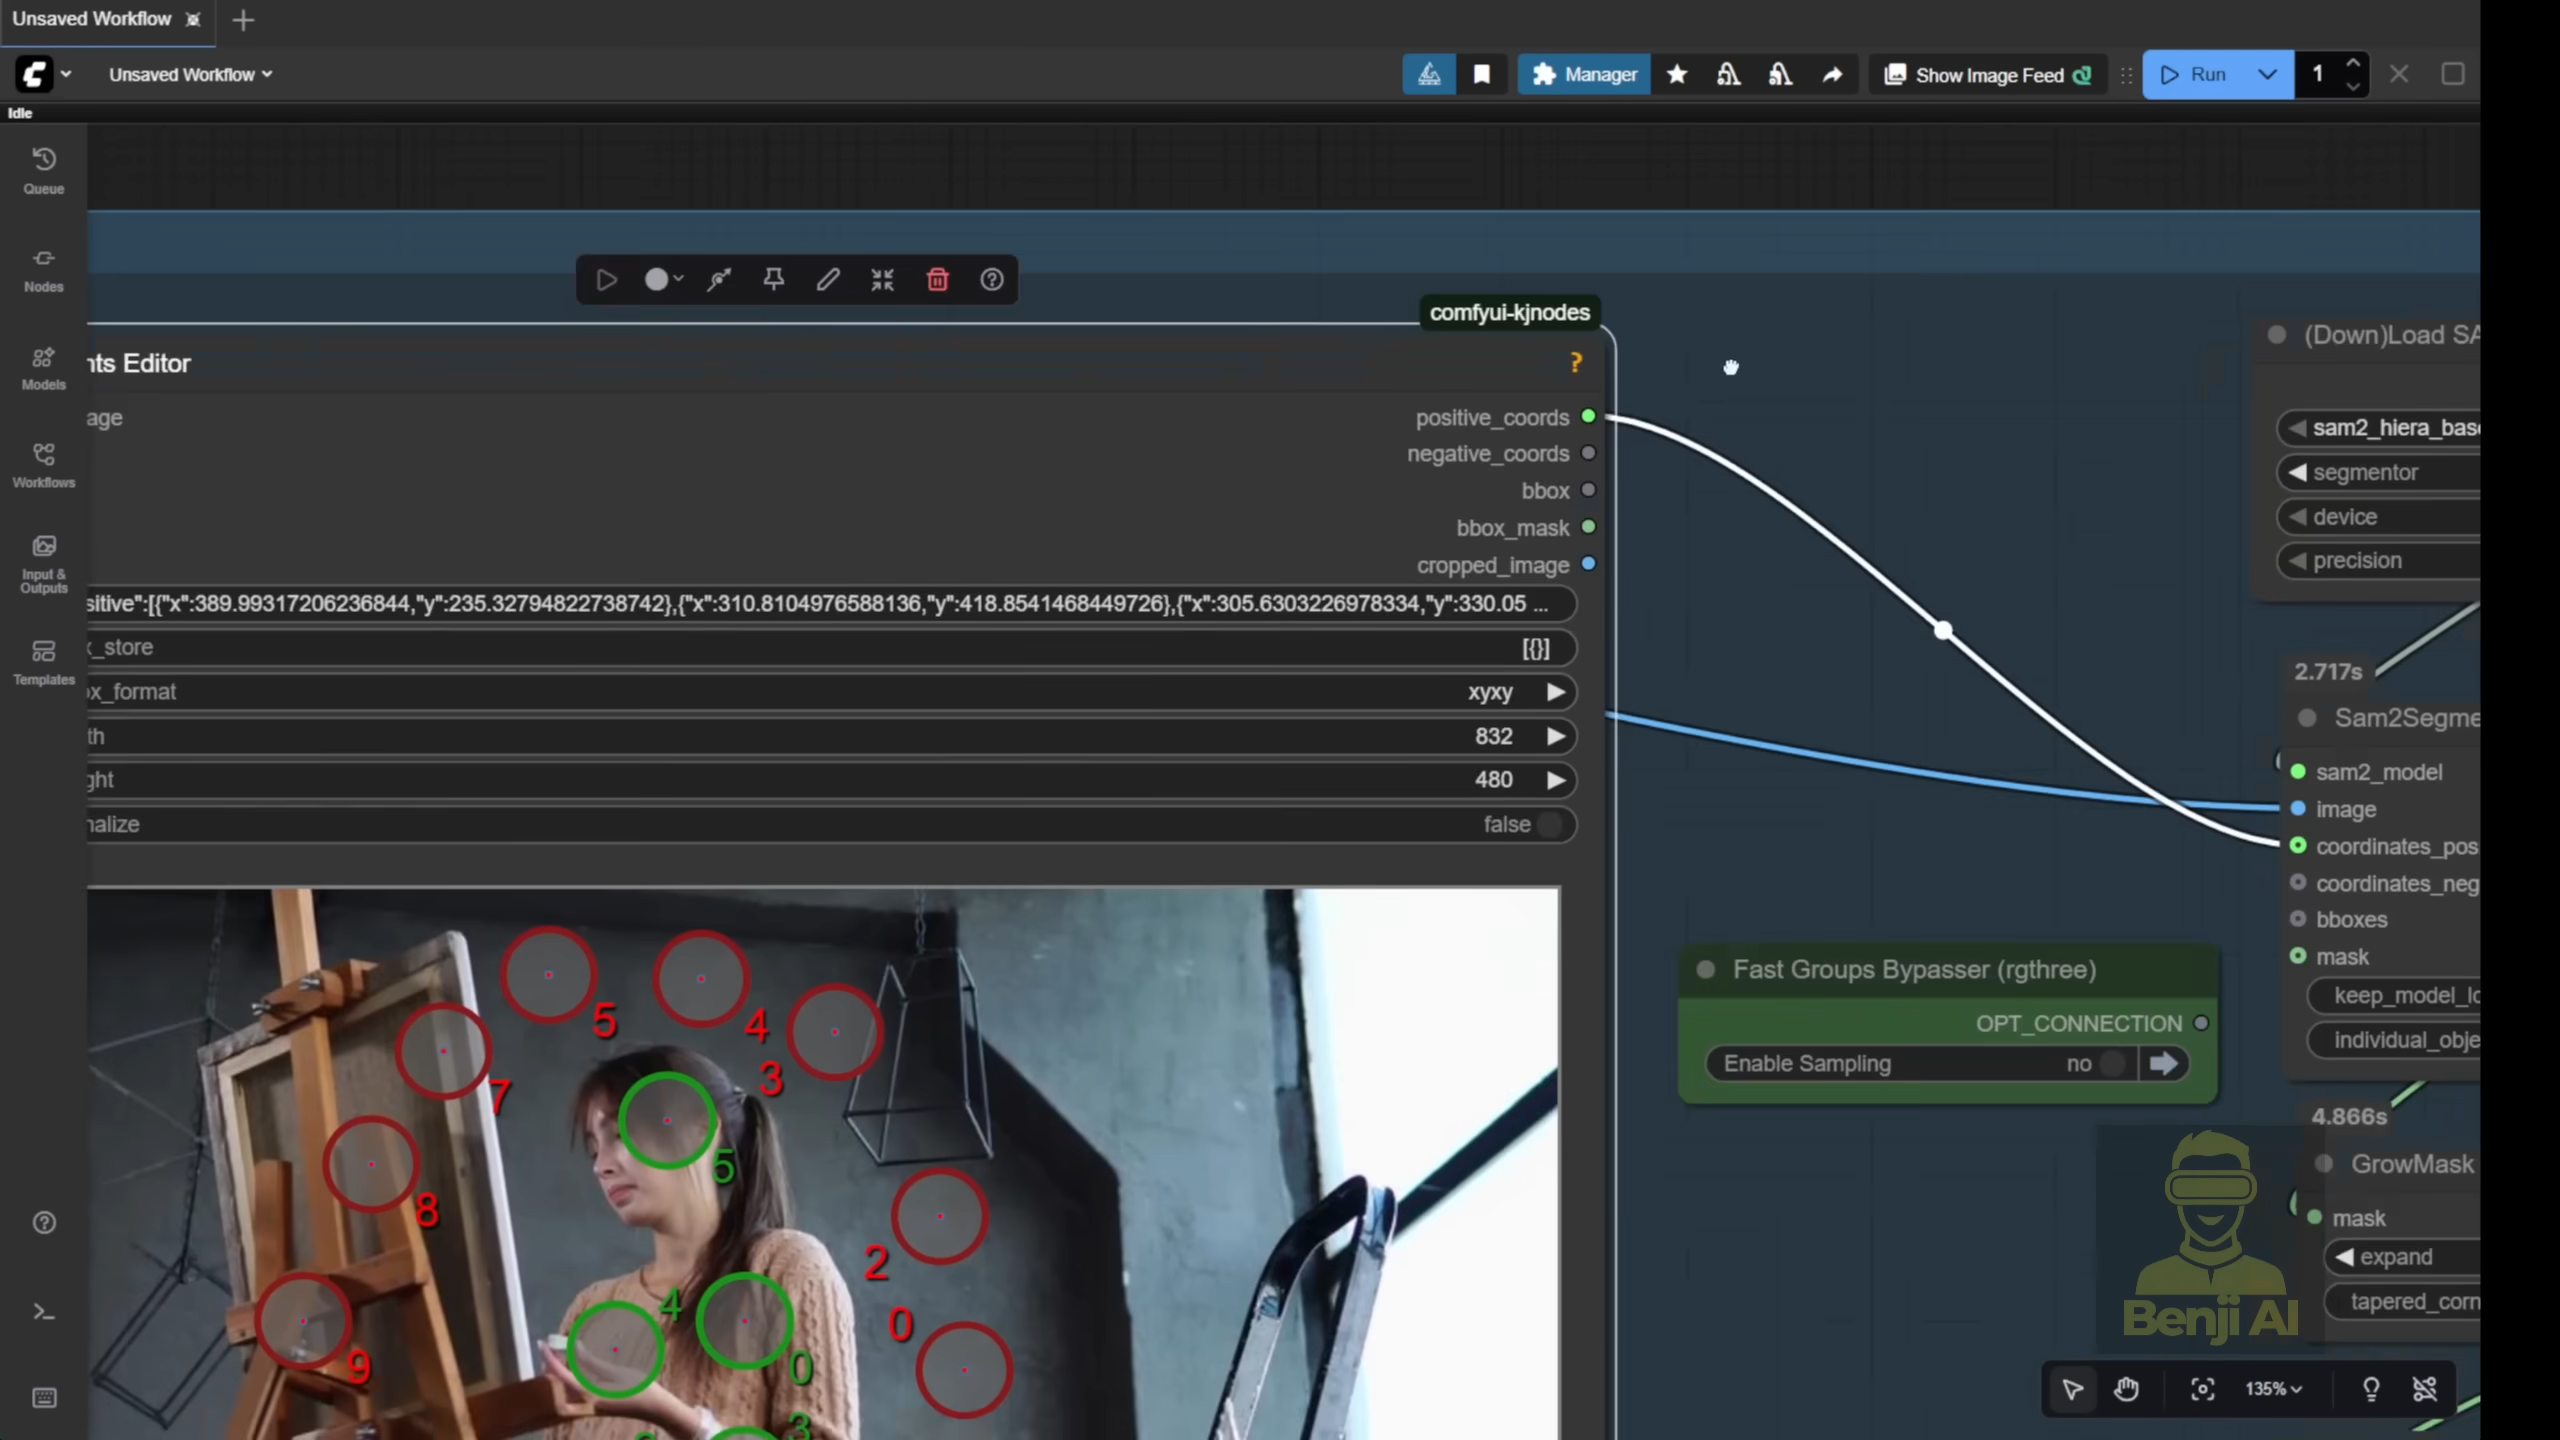 Unsaved Workflow
Unsaved Workflow
Manager
Show Image Feed
Run
1
Idle
Queue
Nodes
Models
Workflows
Input &
Outputs
Templates
comfyui-kjnodes
nts Editor
?
age
positive_coords
negative_coords
bbox
bbox_mask
cropped_image
sitive":[{"x":389.99317206236844,"y":235.32794822738742},{"x":310.8104976588136,"y":418.8541468449726},{"x":305.6303226978334,"y":330.05 ...
x_store
[{}]
ox_format
xyxy
th
832
ght
480
nalize
false
5
4
3
7
5
8
2
4
0
9
0
3
(Down)Load SA
sam2_hiera_bas
segmentor
device
precision
2.717s
Sam2Segme
sam2_model
image
coordinates_pos
coordinates_neg
bboxes
mask
keep_model_lo
individual_obje
Fast Groups Bypasser (rgthree)
OPT_CONNECTION
Enable Sampling
no
4.866s
GrowMask
mask
expand
tapered_corn
Benji AI
135%